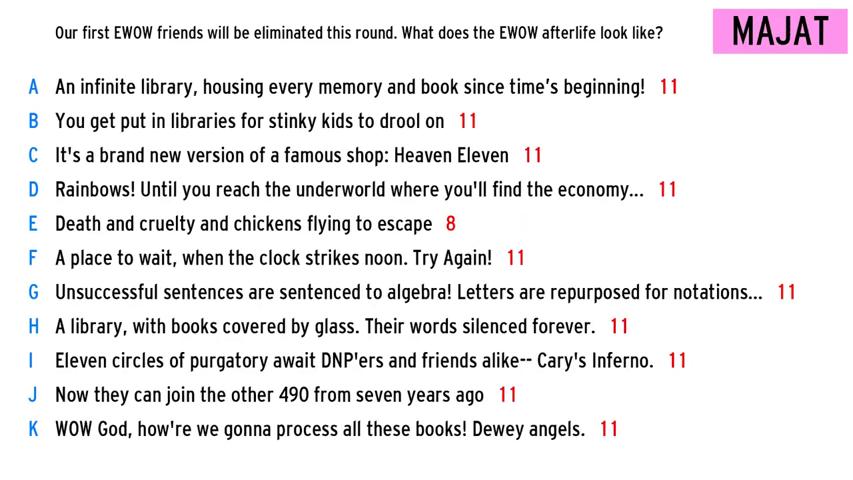 Our first EWOW friends will be eliminated this round. What does the EWOW afterlife look like?
MAJAT
A An infinite library, housing every memory and book since time's beginning! 11
B You get put in libraries for stinky kids to drool on 11
C It's a brand new version of a famous shop: Heaven Eleven 11
D Rainbows! Until you reach the underworld where you'll find the economy... 11
E Death and cruelty and chickens flying to escape 8
F A place to wait, when the clock strikes noon. Try Again! 11
G Unsuccessful sentences are sentenced to algebra! Letters are repurposed for notations... 11
H A library, with books covered by glass. Their words silenced forever. 11
I Eleven circles of purgatory await DNP'ers and friends alike-- Cary's Inferno. 11
J Now they can join the other 490 from seven years ago 11
K WOW God, how're we gonna process all these books! Dewey angels. 11